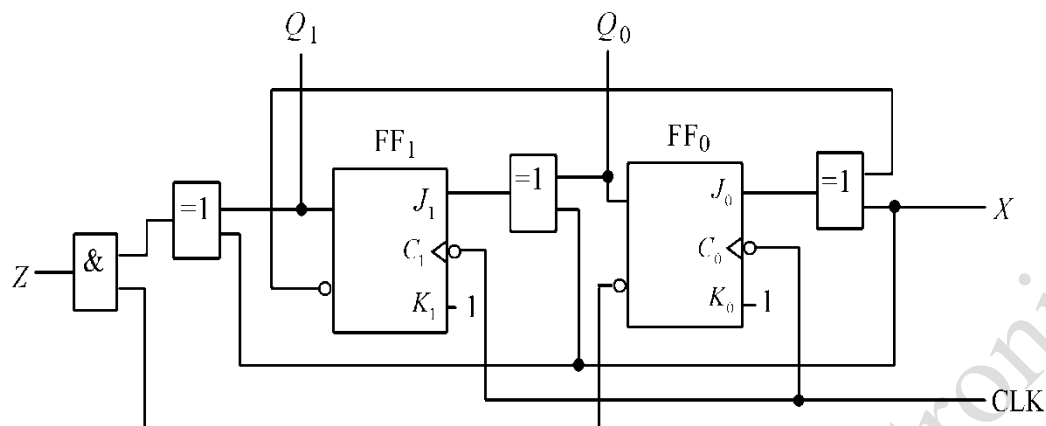 Q₁ Q₀
FF₁ FF₀
J₁ =1 J₀ =1
=1
X
& C₁ C₀
Z
K₁ 1 K₀ 1
CLK